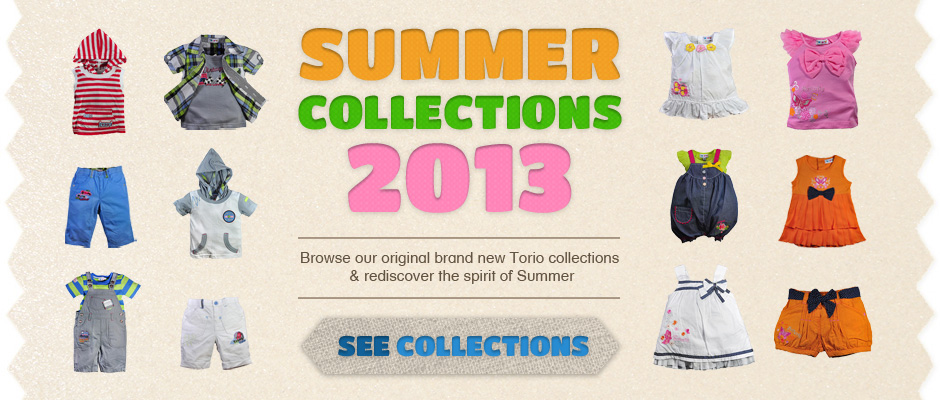 SUMMER
COLLECTIONS
2013
Browse our original brand new Torio collections
& rediscover the spirit of Summer
SEE COLLECTIONS